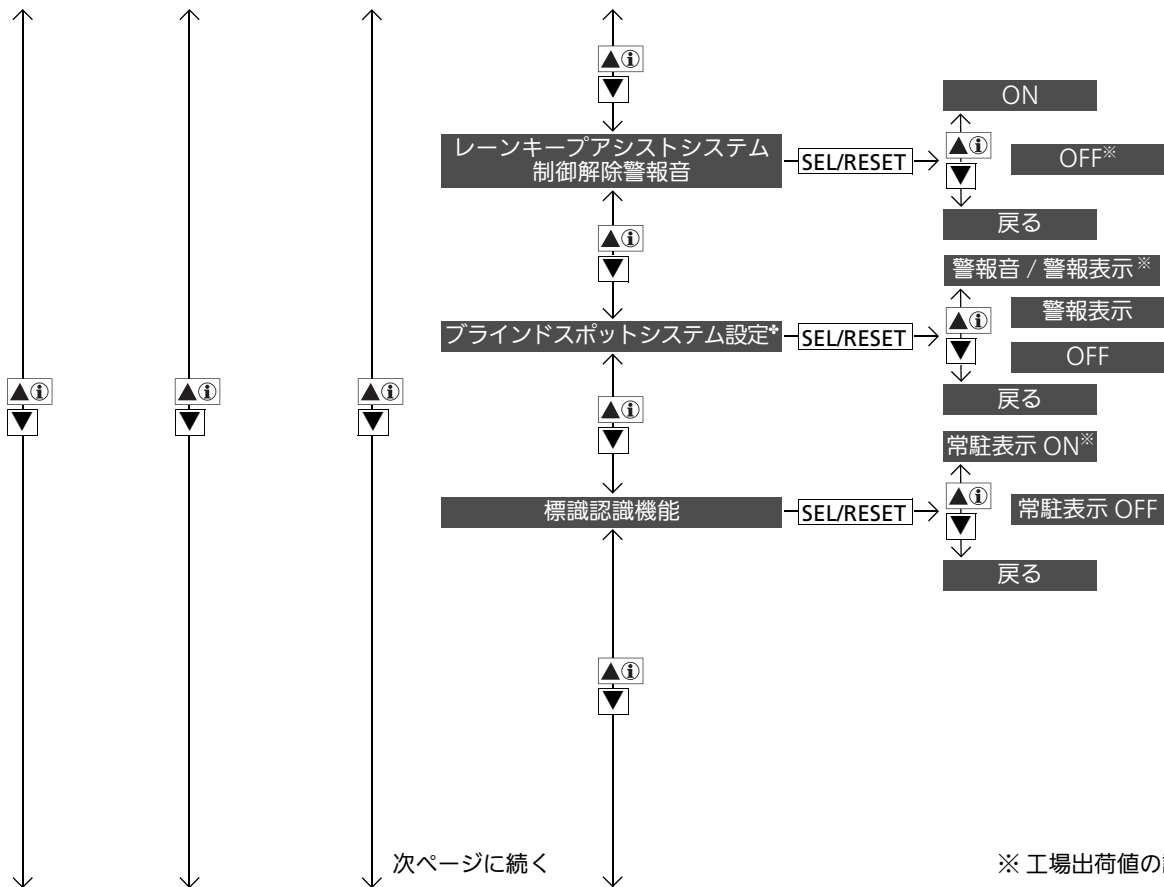 ON
レーンキープアシストシステム
制御解除警報音
SEL/RESET
OFF※
戻る
警報音 / 警報表示※
ブラインドスポットシステム設定✤
SEL/RESET
警報表示
OFF
戻る
常駐表示 ON※
標識認識機能
SEL/RESET
常駐表示 OFF
戻る
次ページに続く
※ 工場出荷値の